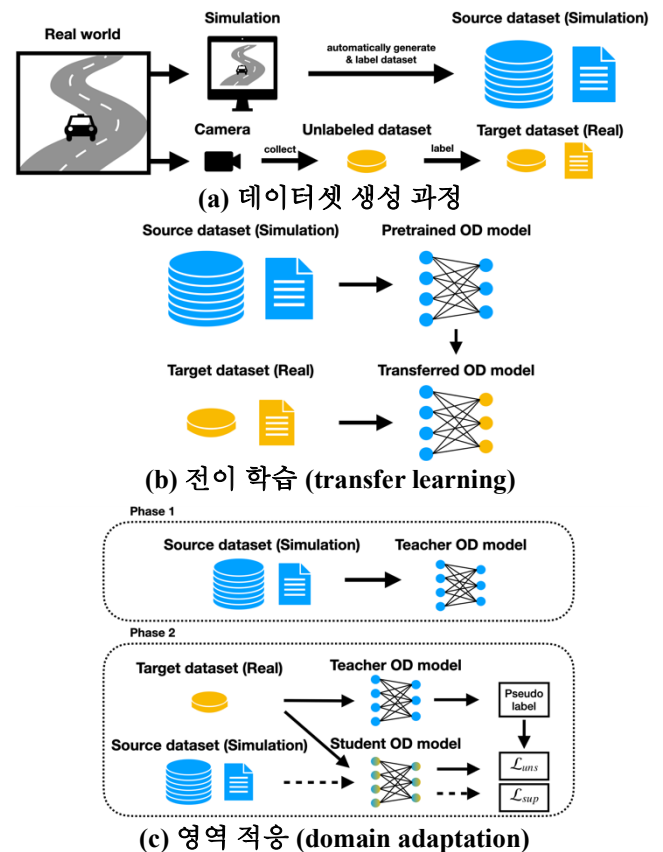 Real world
Simulation
Source dataset (Simulation)
automatically generate
& label dataset
Camera
Unlabeled dataset
Target dataset (Real)
collect
label
(a) 데이터셋 생성 과정
Source dataset (Simulation)
Pretrained OD model
Target dataset (Real)
Transferred OD model
(b) 전이 학습 (transfer learning)
Phase 1
Source dataset (Simulation)
Teacher OD model
Phase 2
Target dataset (Real)
Teacher OD model
Pseudo
label
Source dataset (Simulation)
Student OD model
ℒuns
ℒsup
(c) 영역 적응 (domain adaptation)